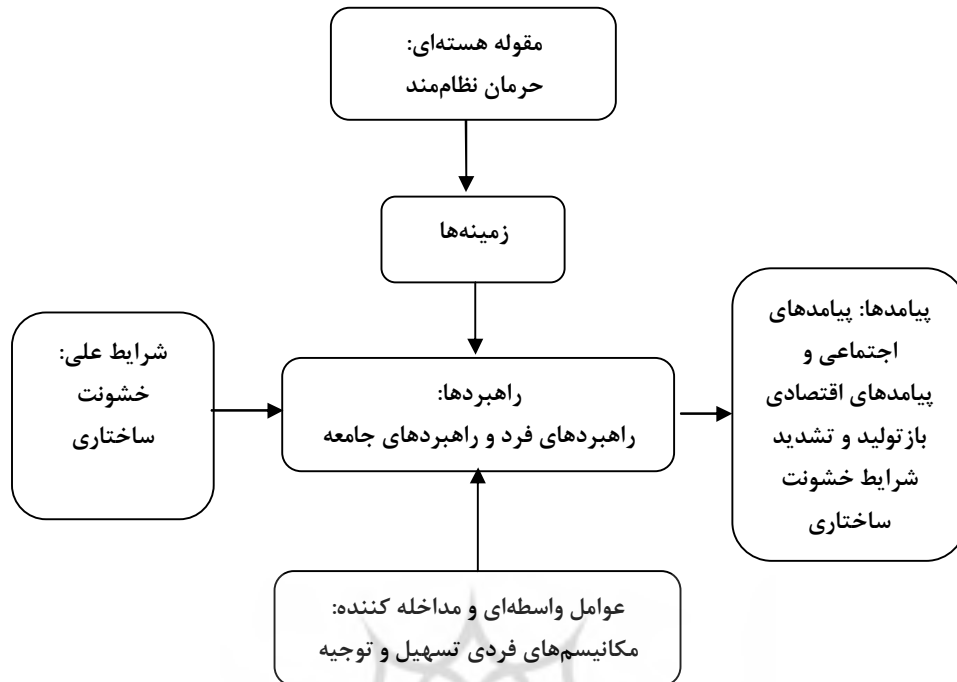 مقوله هسته‌ای:
حرمان نظام‌مند
زمینه‌ها
شرایط علی:
خشونت
ساختاری
راهبردها:
راهبردهای فرد و راهبردهای جامعه
پیامدها: پیامدهای
اجتماعی و
پیامدهای اقتصادی
بازتولید و تشدید
شرایط خشونت
ساختاری
عوامل واسطه‌ای و مداخله کننده:
مکانیسم‌های فردی تسهیل و توجیه